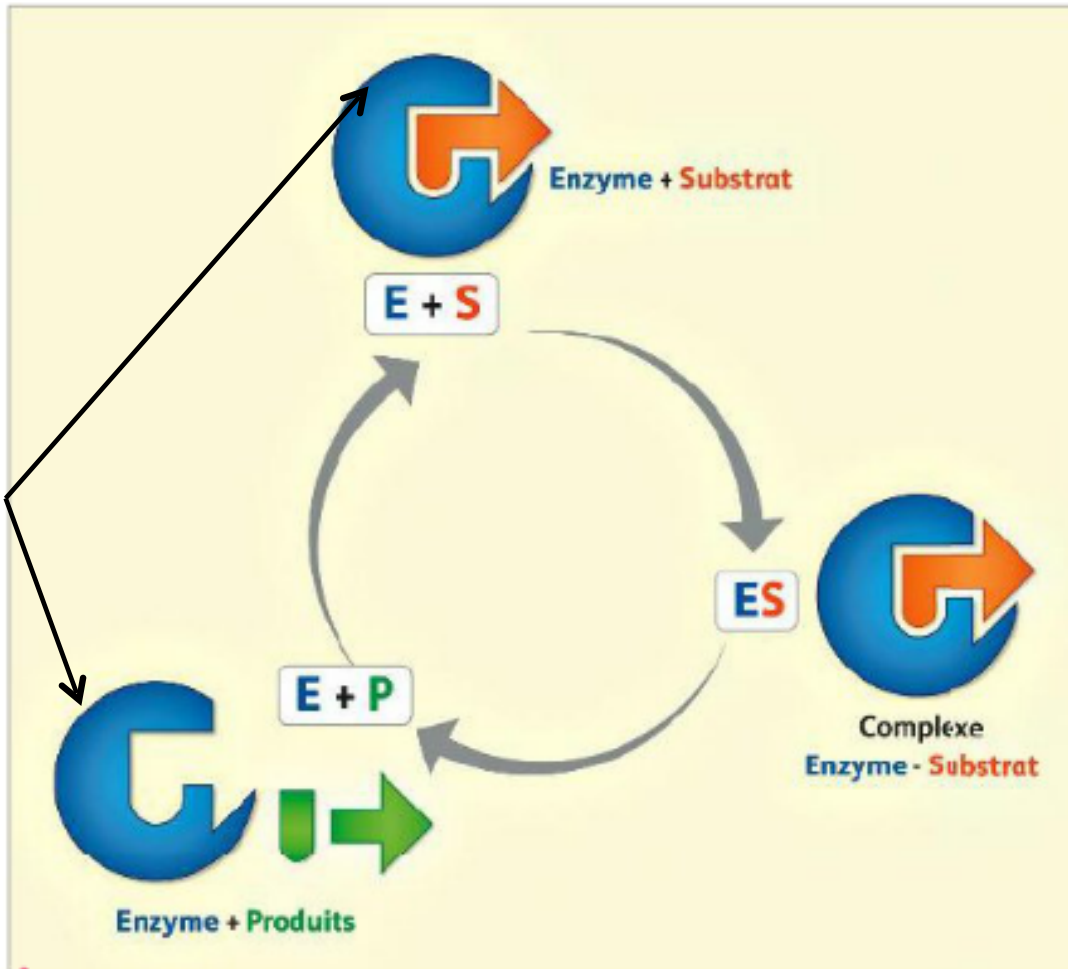 Enzyme + Substrat
E + S
ES
Complexe
Enzyme - Substrat
E + P
Enzyme + Produits